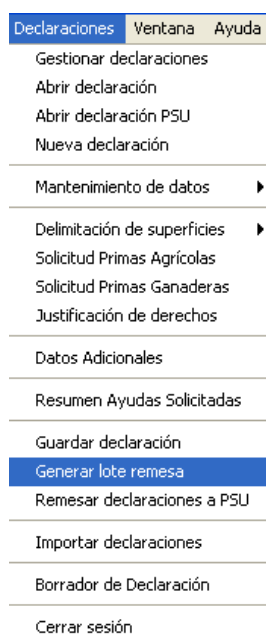 Declaraciones Ventana Ayuda
Gestionar declaraciones
Abrir declaración
Abrir declaración PSU
Nueva declaración
Mantenimiento de datos
Delimitación de superficies
Solicitud Primas Agrícolas
Solicitud Primas Ganaderas
Justificación de derechos
Datos Adicionales
Resumen Ayudas Solicitadas
Guardar declaración
Generar lote remesa
Remesar declaraciones a PSU
Importar declaraciones
Borrador de Declaración
Cerrar sesión